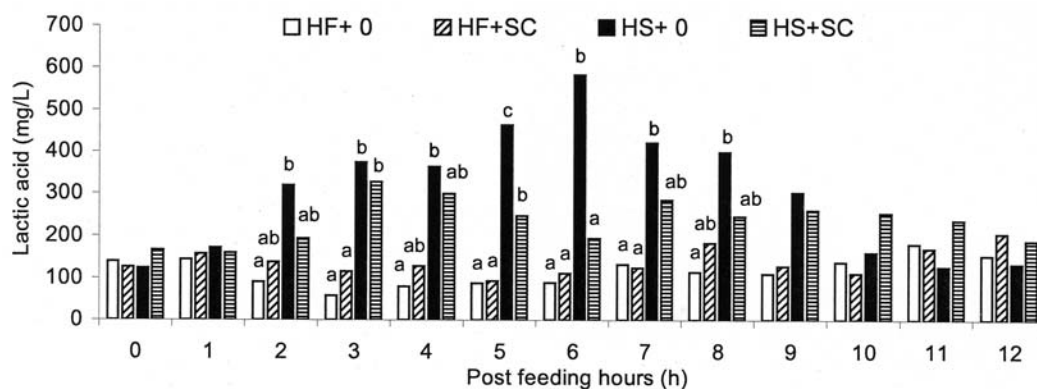 700
HF+ 0 HF+SC HS+ 0 HS+SC
600
500
400
300
200
100
0
Lactic acid (mg/L)
a ab b ab
a a b b
a ab b ab
a a c b
a a b a
a a b ab
a ab b ab
0 1 2 3 4 5 6 7 8 9 10 11 12
Post feeding hours (h)